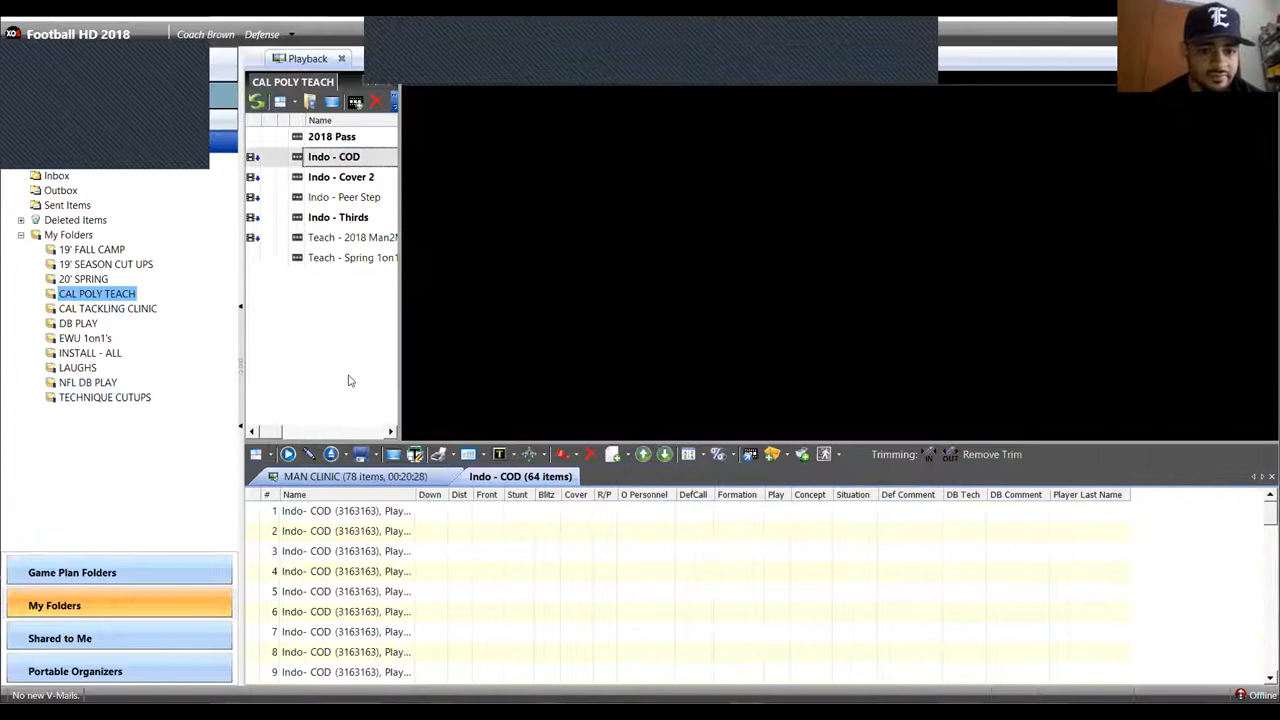 XOS Football HD 2018 Coach Brown Defense
E
Playback
CAL POLY TEACH
Name
2018 Pass
Indo - COD
Indo - Cover 2
Indo - Peer Step
Indo - Thirds
Teach - 2018 Man2M
Teach - Spring 1on1
Inbox
Outbox
Sent Items
Deleted Items
My Folders
19' FALL CAMP
19' SEASON CUT UPS
20' SPRING
CAL POLY TEACH
CAL TACKLING CLINIC
DB PLAY
EWU 1on1's
INSTALL - ALL
LAUGHS
NFL DB PLAY
TECHNIQUE CUTUPS
Game Plan Folders
My Folders
Shared to Me
Portable Organizers
T Trimming: IN OUT Remove Trim
MAN CLINIC (78 items, 00:20:28) Indo - COD (64 items)
# Name Down Dist Front Stunt Blitz Cover R/P O Personnel DefCall Formation Play Concept Situation Def Comment DB Tech DB Comment Player Last Name
1 Indo- COD (3163163), Play...
2 Indo- COD (3163163), Play...
3 Indo- COD (3163163), Play...
4 Indo- COD (3163163), Play...
5 Indo- COD (3163163), Play...
6 Indo- COD (3163163), Play...
7 Indo- COD (3163163), Play...
8 Indo- COD (3163163), Play...
9 Indo- COD (3163163), Play...
No new V-Mails. Offline